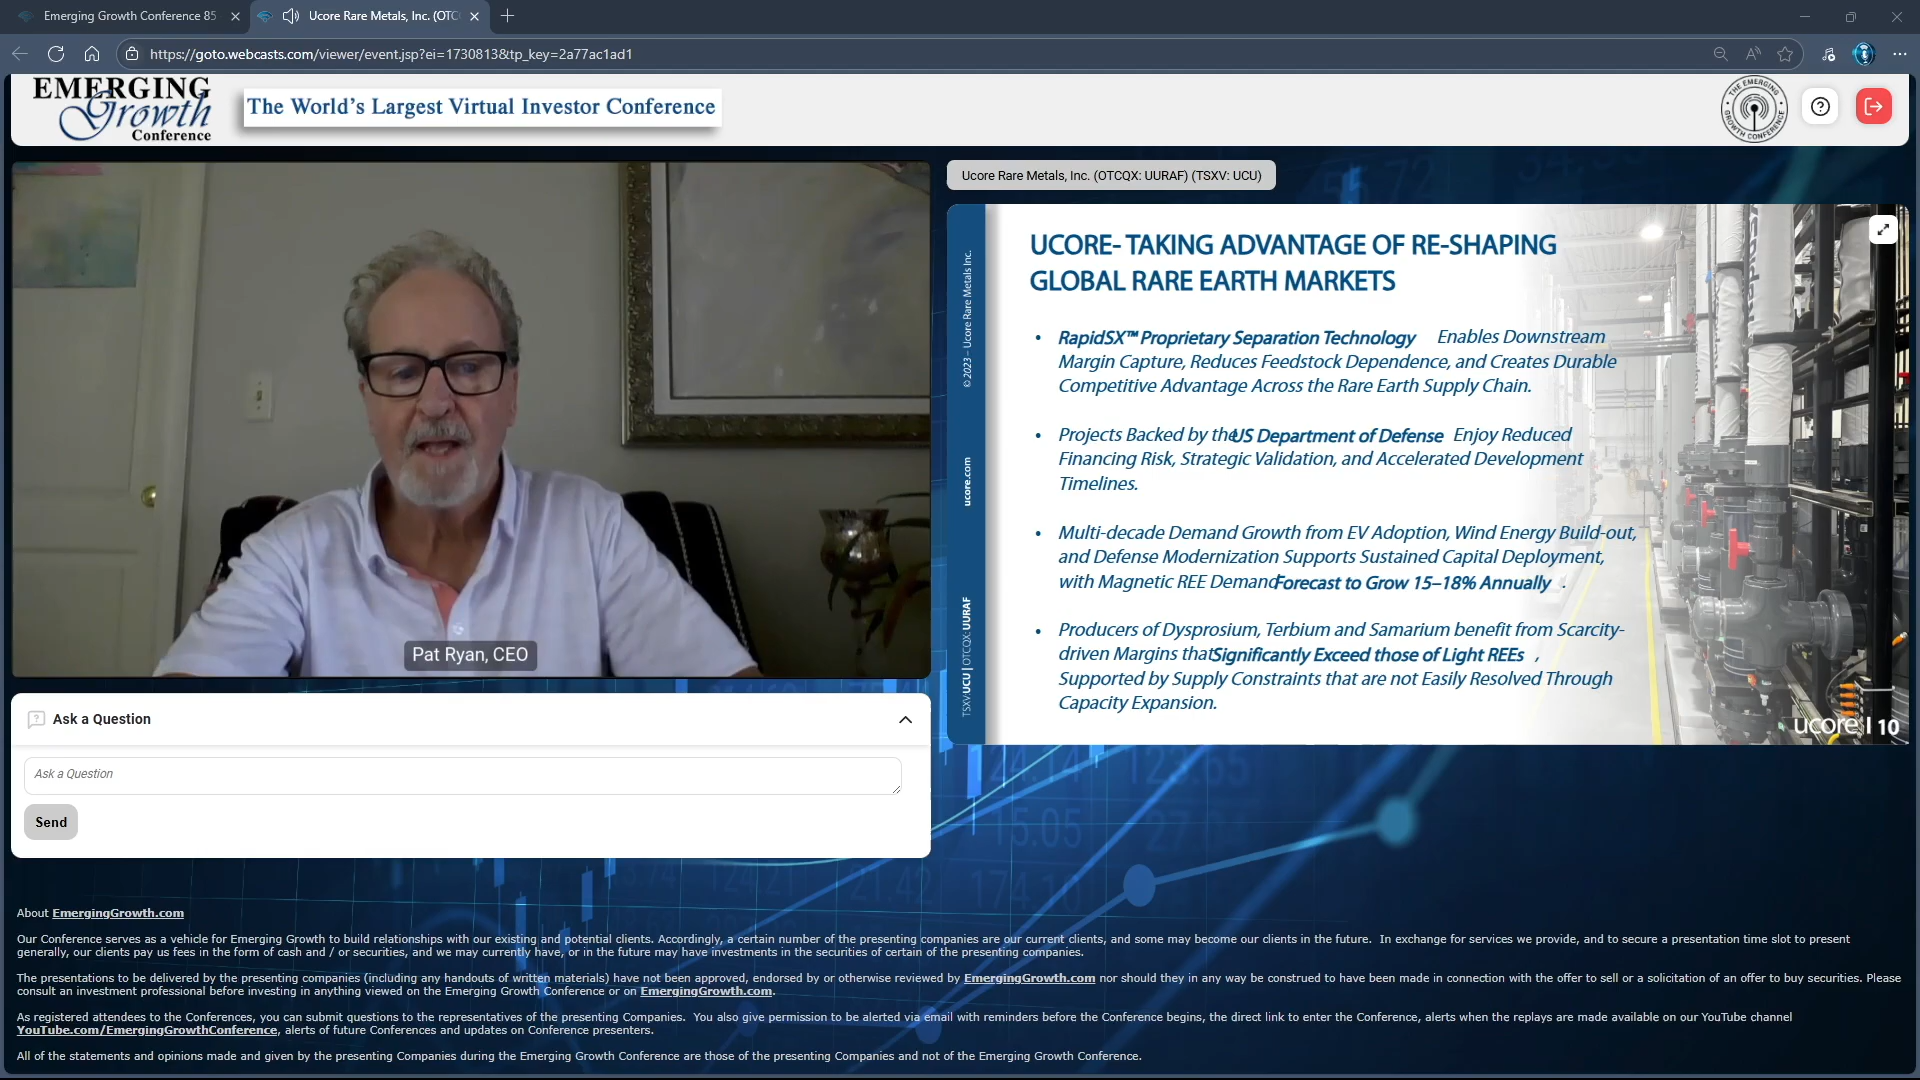 Emerging Growth Conference 85
Ucore Rare Metals, Inc. (OTC
https://goto.webcasts.com/viewer/event.jsp?ei=1730813&tp_key=2a77ac1ad1
EMERGING
Growth
Conference
The World's Largest Virtual Investor Conference
THE EMERGING GROWTH CONFERENCE
Pat Ryan, CEO
Ask a Question
Ask a Question
Send
Ucore Rare Metals, Inc. (OTCQX: UURAF) (TSXV: UCU)
© 2023 – Ucore Rare Metals Inc.
ucore.com
TSXV:UCU | OTCQX: UURAF
UCORE- TAKING ADVANTAGE OF RE-SHAPING
GLOBAL RARE EARTH MARKETS
• RapidSX™ Proprietary Separation Technology Enables Downstream
Margin Capture, Reduces Feedstock Dependence, and Creates Durable
Competitive Advantage Across the Rare Earth Supply Chain.
• Projects Backed by the US Department of Defense Enjoy Reduced
Financing Risk, Strategic Validation, and Accelerated Development
Timelines.
• Multi-decade Demand Growth from EV Adoption, Wind Energy Build-out,
and Defense Modernization Supports Sustained Capital Deployment,
with Magnetic REE Demand Forecast to Grow 15–18% Annually .
• Producers of Dysprosium, Terbium and Samarium benefit from Scarcity-
driven Margins that Significantly Exceed those of Light REEs ,
Supported by Supply Constraints that are not Easily Resolved Through
Capacity Expansion.
ucore | 10
About EmergingGrowth.com
Our Conference serves as a vehicle for Emerging Growth to build relationships with our existing and potential clients. Accordingly, a certain number of the presenting companies are our current clients, and some may become our clients in the future. In exchange for services we provide, and to secure a presentation time slot to present
generally, our clients pay us fees in the form of cash and / or securities, and we may currently have, or in the future may have investments in the securities of certain of the presenting companies.
The presentations to be delivered by the presenting companies (including any handouts of written materials) have not been approved, endorsed by or otherwise reviewed by EmergingGrowth.com nor should they in any way be construed to have been made in connection with the offer to sell or a solicitation of an offer to buy securities. Please
consult an investment professional before investing in anything viewed on the Emerging Growth Conference or on EmergingGrowth.com.
As registered attendees to the Conferences, you can submit questions to the representatives of the presenting Companies. You also give permission to be alerted via email with reminders before the Conference begins, the direct link to enter the Conference, alerts when the replays are made available on our YouTube channel
YouTube.com/EmergingGrowthConference, alerts of future Conferences and updates on Conference presenters.
All of the statements and opinions made and given by the presenting Companies during the Emerging Growth Conference are those of the presenting Companies and not of the Emerging Growth Conference.